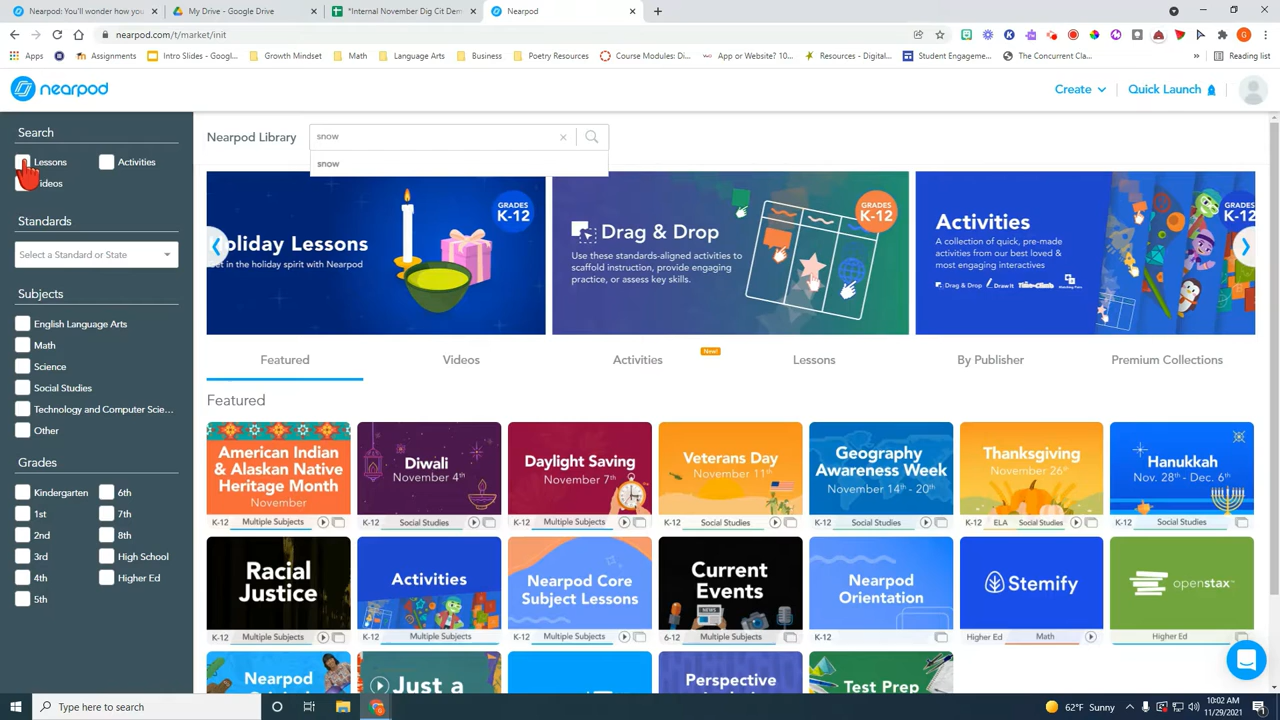 Nearpod: You'll wonder how you
My Drive - Google Drive
"Internal November Dig Cit Dem
Nearpod
nearpod.com/t/market/init
Apps
Assignments
Intro Slides - Googl...
Growth Mindset
Math
Language Arts
Business
Poetry Resources
Course Modules: Di...
App or Website? 10...
Resources - Digital...
Student Engageme...
The Concurrent Cla...
»
Reading list
nearpod
Create
Quick Launch
Search
Lessons
Activities
ideos
Standards
Select a Standard or State
Subjects
English Language Arts
Math
Science
Social Studies
Technology and Computer Scie...
Other
Grades
Kindergarten
6th
1st
7th
2nd
8th
3rd
High School
4th
Higher Ed
5th
Nearpod Library
snow
snow
oliday Lessons
et in the holiday spirit with Nearpod
GRADES
K-12
Drag & Drop
Use these standards-aligned activities to
scaffold instruction, provide engaging
practice, or assess key skills.
GRADES
K-12
Activities
A collection of quick, pre-made
activities from our best loved &
most engaging interactives
Drag & Drop
Draw It
Time to Climb
Matching Pairs
GRADES
K-12
Featured
Videos
Activities
New!
Lessons
By Publisher
Premium Collections
Featured
American Indian
& Alaskan Native
Heritage Month
November
K-12
Multiple Subjects
Diwali
November 4th
K-12
Social Studies
Daylight Saving
November 7th
K-12
Multiple Subjects
Veterans Day
November 11th
K-12
Social Studies
Geography
Awareness Week
November 14th - 20th
K-12
Social Studies
Thanksgiving
November 26th
K-12
ELA
Social Studies
Hanukkah
Nov. 28th- Dec. 6th
K-12
Social Studies
Racial
Justice
K-12
Multiple Subjects
Activities
K-12
Multiple Subjects
Nearpod Core
Subject Lessons
K-12
Multiple Subjects
Current
Events
NEWS
6-12
Multiple Subjects
Nearpod
Orientation
K-12
Stemify
Higher Ed
Math
openstax™
Higher Ed
Nearpod
Just a
Perspective
Test Prep
Type here to search
62°F Sunny
10:02 AM
11/29/2021